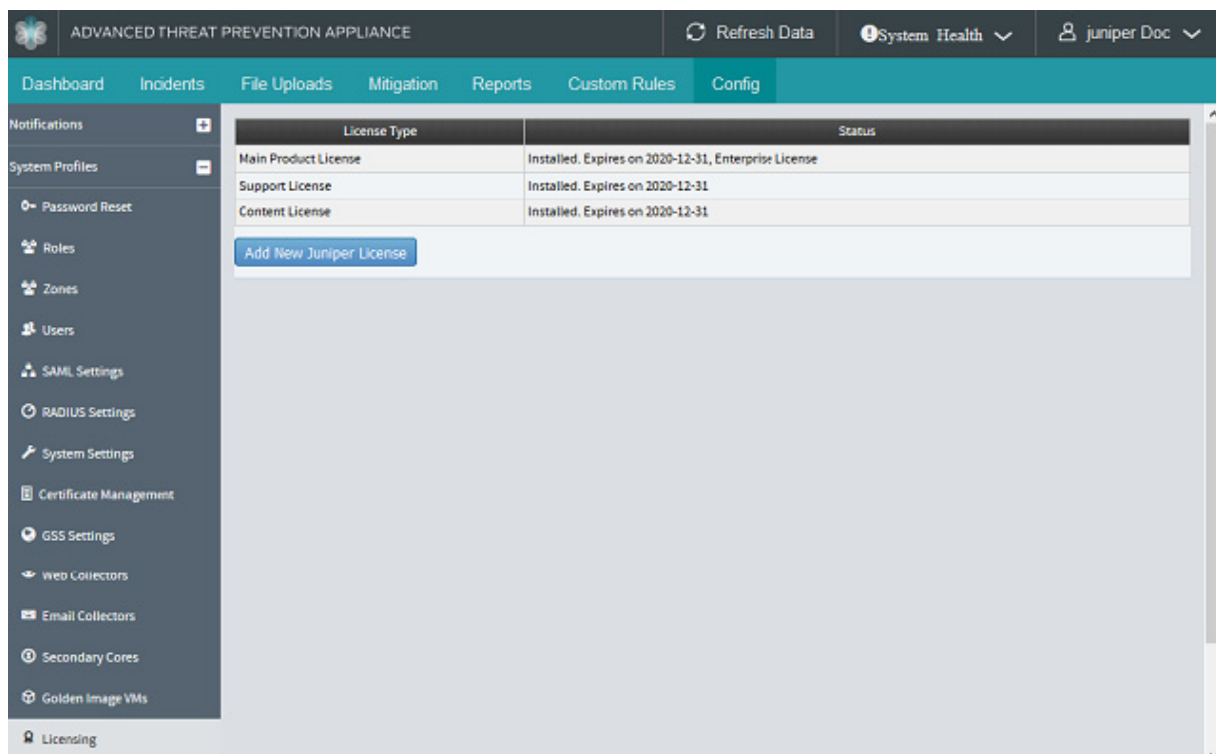 ADVANCED THREAT PREVENTION APPLIANCE
Refresh Data
System Health
juniper Doc
Dashboard Incidents File Uploads Mitigation Reports Custom Rules Config
Notifications
System Profiles
Password Reset
Roles
Zones
Users
SAML Settings
RADIUS Settings
System Settings
Certificate Management
GSS Settings
Web Collectors
Email Collectors
Secondary Cores
Golden Image VMs
Licensing
License Type Status
Main Product License Installed. Expires on 2020-12-31, Enterprise License
Support License Installed. Expires on 2020-12-31
Content License Installed. Expires on 2020-12-31
Add New Juniper License